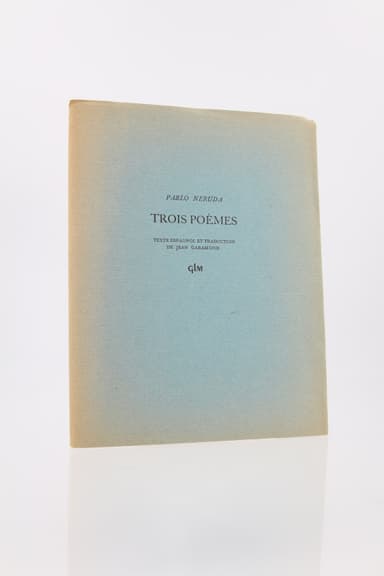 PABLO NERUDA
TROIS POÈMES
TEXTE ESPAGNOL ET TRADUCTION
DE JEAN GARAMOND
GLM